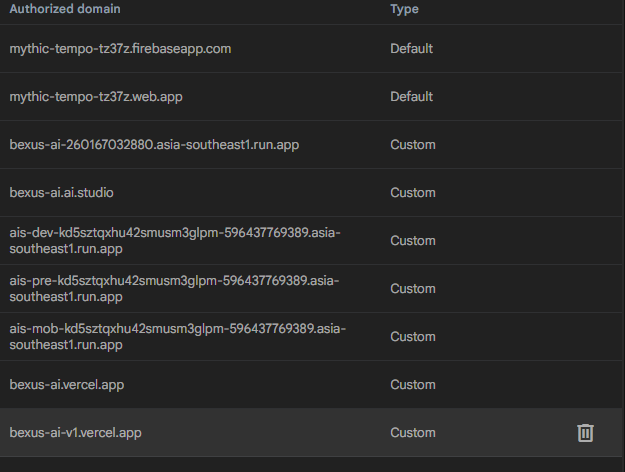 Authorized domain Type
mythic-tempo-tz37z.firebaseapp.com Default
mythic-tempo-tz37z.web.app Default
bexus-ai-260167032880.asia-southeast1.run.app Custom
bexus-ai.ai.studio Custom
ais-dev-kd5sztqxhu42smusm3glpm-596437769389.asia-
southeast1.run.app Custom
ais-pre-kd5sztqxhu42smusm3glpm-596437769389.asia-
southeast1.run.app Custom
ais-mob-kd5sztqxhu42smusm3glpm-596437769389.asia-
southeast1.run.app Custom
bexus-ai.vercel.app Custom
bexus-ai-v1.vercel.app Custom